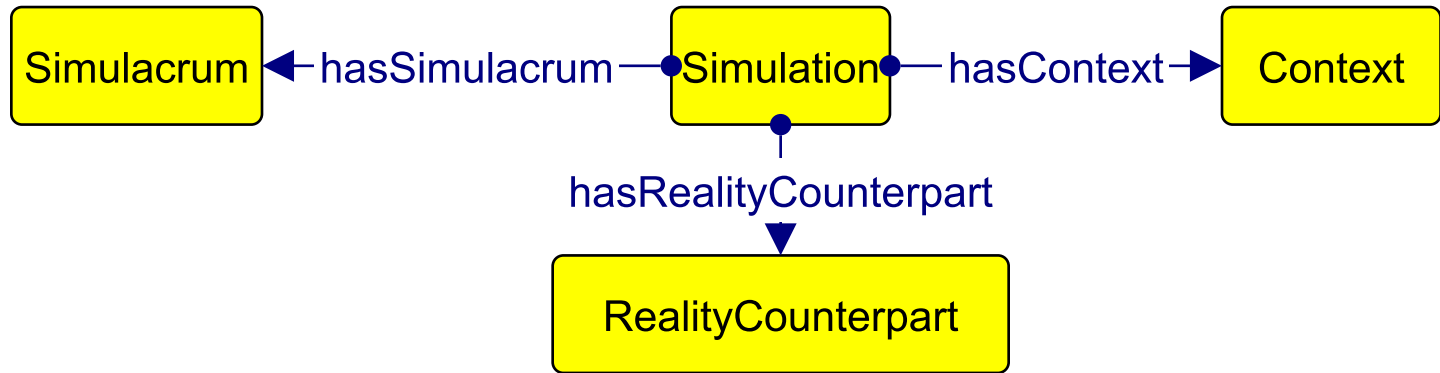 Simulacrum hasSimulacrum Simulation hasContext Context
hasRealityCounterpart
RealityCounterpart